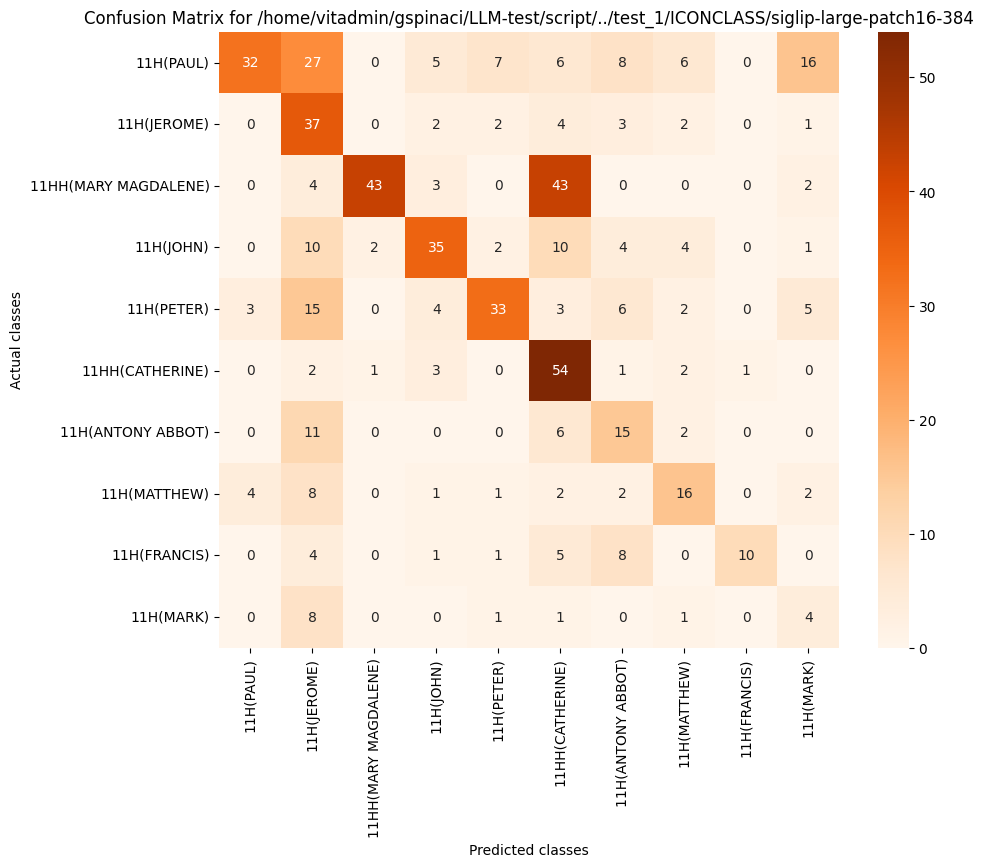 Confusion Matrix for /home/vitadmin/gspinaci/LLM-test/script/../test_1/ICONCLASS/siglip-large-patch16-384
11H(PAUL) 32 27 0 5 7 6 8 6 0 16
11H(JEROME) 0 37 0 2 2 4 3 2 0 1
11HH(MARY MAGDALENE) 0 4 43 3 0 43 0 0 0 2
11H(JOHN) 0 10 2 35 2 10 4 4 0 1
11H(PETER) 3 15 0 4 33 3 6 2 0 5
11HH(CATHERINE) 0 2 1 3 0 54 1 2 1 0
11H(ANTONY ABBOT) 0 11 0 0 0 6 15 2 0 0
11H(MATTHEW) 4 8 0 1 1 2 2 16 0 2
11H(FRANCIS) 0 4 0 1 1 5 8 0 10 0
11H(MARK) 0 8 0 0 1 1 0 1 0 4
Actual classes
11H(PAUL)
11H(JEROME)
11HH(MARY MAGDALENE)
11H(JOHN)
11H(PETER)
11HH(CATHERINE)
11H(ANTONY ABBOT)
11H(MATTHEW)
11H(FRANCIS)
11H(MARK)
Predicted classes
50
40
30
20
10
0